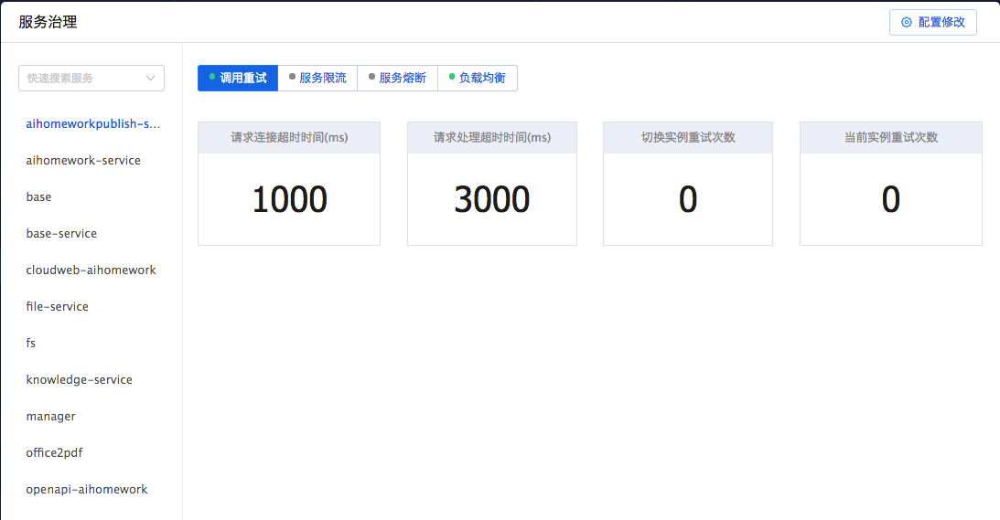 服务治理
配置修改
快速搜索服务
aihomeworkpublish-s...
aihomework-service
base
base-service
cloudweb-aihomework
file-service
fs
knowledge-service
manager
office2pdf
openapi-aihomework
调用重试
服务限流
服务熔断
负载均衡
请求连接超时时间(ms)
1000
请求处理超时时间(ms)
3000
切换实例重试次数
0
当前实例重试次数
0